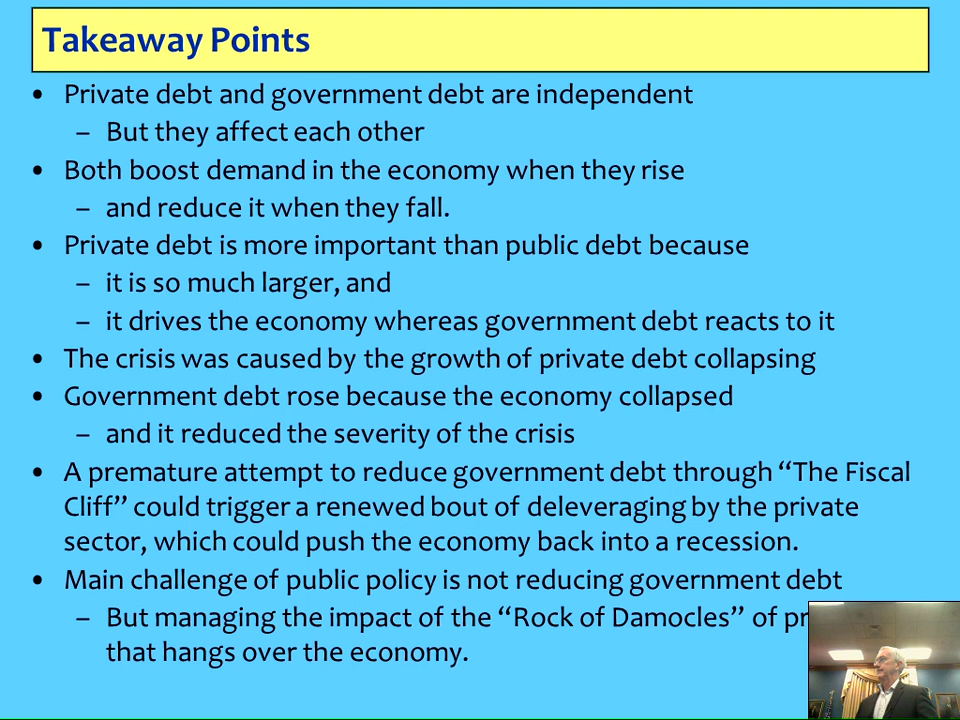 Takeaway Points
• Private debt and government debt are independent
– But they affect each other
• Both boost demand in the economy when they rise
– and reduce it when they fall.
• Private debt is more important than public debt because
– it is so much larger, and
– it drives the economy whereas government debt reacts to it
• The crisis was caused by the growth of private debt collapsing
• Government debt rose because the economy collapsed
– and it reduced the severity of the crisis
• A premature attempt to reduce government debt through “The Fiscal
Cliff” could trigger a renewed bout of deleveraging by the private
sector, which could push the economy back into a recession.
• Main challenge of public policy is not reducing government debt
– But managing the impact of the “Rock of Damocles” of
that hangs over the economy.